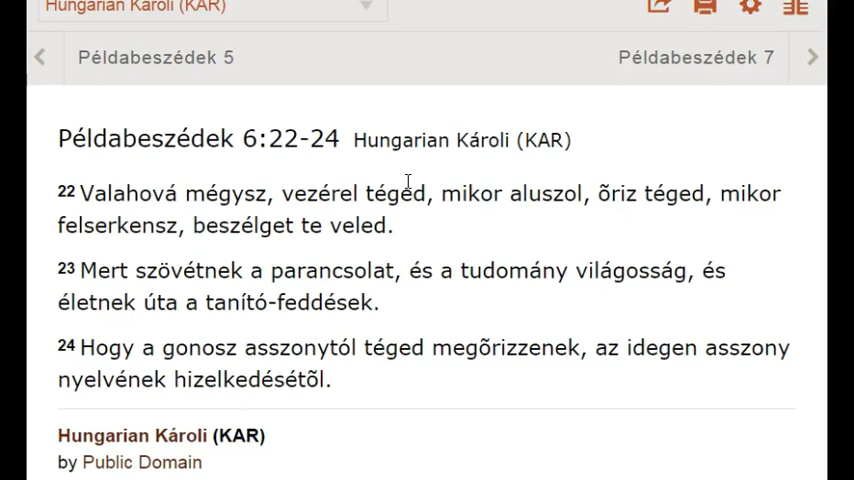 Hungarian Károli (KAR)
Példabeszédek 5
Példabeszédek 7
Példabeszédek 6:22-24 Hungarian Károli (KAR)
22 Valahová mégysz, vezérel téged, mikor aluszol, õriz téged, mikor
felserkensz, beszélget te veled.
23 Mert szövétnek a parancsolat, és a tudomány világosság, és
életnek úta a tanító-feddések.
24 Hogy a gonosz asszonytól téged megõrizzenek, az idegen asszony
nyelvének hizelkedésétõl.
Hungarian Károli (KAR)
by Public Domain